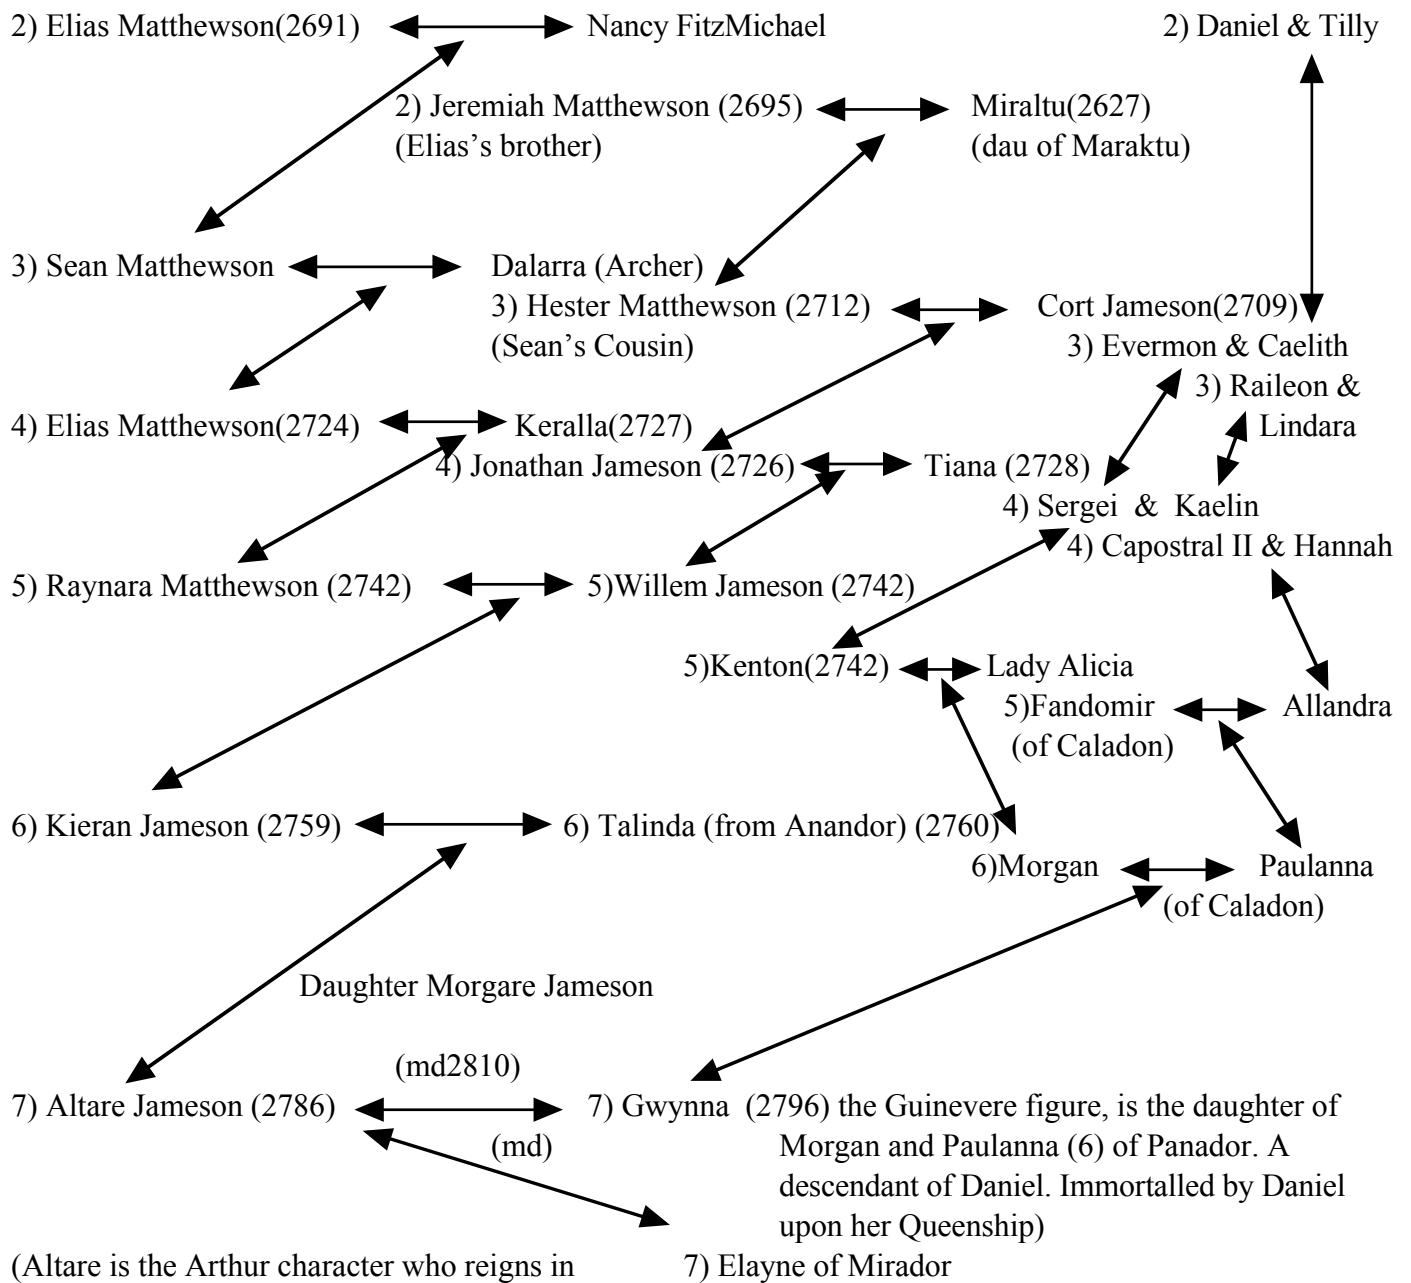 2) Elias Matthewson(2691) Nancy FitzMichael 2) Daniel & Tilly
2) Jeremiah Matthewson (2695) Miraltu(2627)
(Elias’s brother) (dau of Maraktu)
3) Sean Matthewson Dalarra (Archer)
3) Hester Matthewson (2712) Cort Jameson(2709)
(Sean’s Cousin) 3) Evermon & Caelith
3) Raileon &
4) Elias Matthewson(2724) Keralla(2727) Lindara
4) Jonathan Jameson (2726) Tiana (2728)
4) Sergei & Kaelin
4) Capostral II & Hannah
5) Raynara Matthewson (2742) 5)Willem Jameson (2742)
5)Kenton(2742) Lady Alicia
5)Fandomir Allandra
(of Caladon)
6) Kieran Jameson (2759) 6) Talinda (from Anandor) (2760)
6)Morgan Paulanna
(of Caladon)
Daughter Morgare Jameson
(md2810)
7) Altare Jameson (2786) 7) Gwynna (2796) the Guinevere figure, is the daughter of
(md) Morgan and Paulanna (6) of Panador. A
descendant of Daniel. Immortalled by Daniel
upon her Queenship)
(Altare is the Arthur character who reigns in 7) Elayne of Mirador